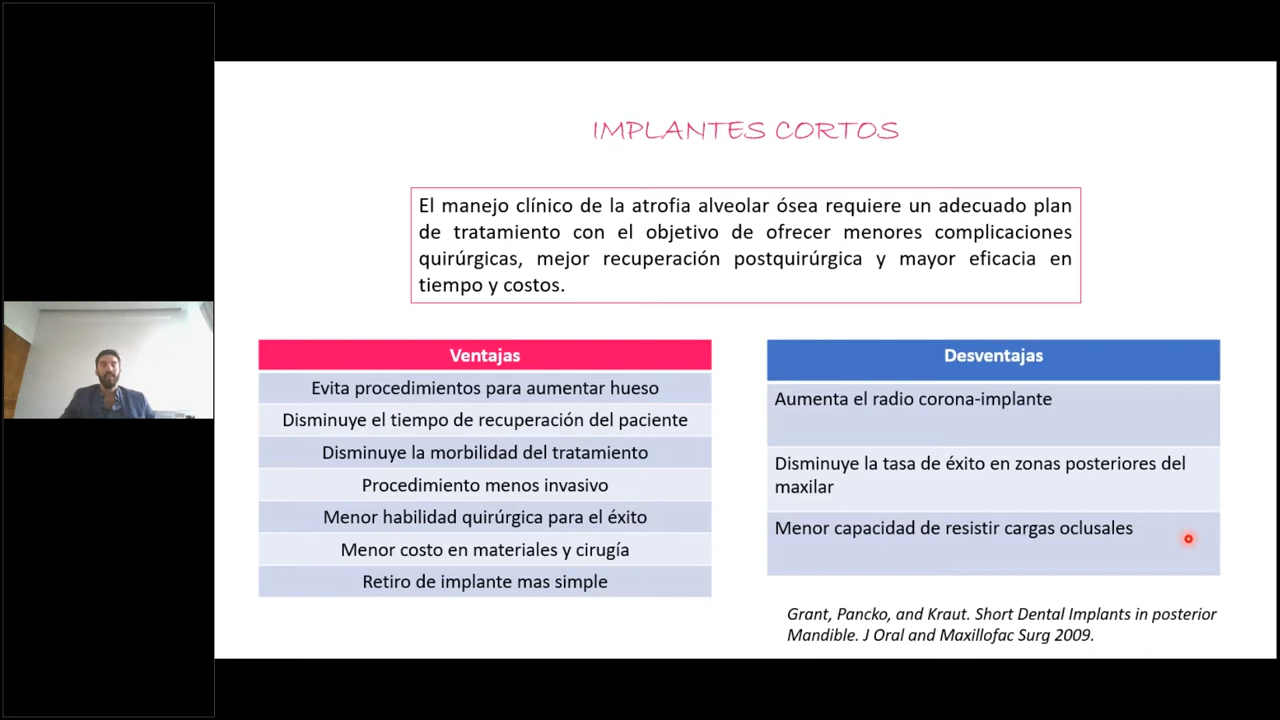 IMPLANTES CORTOS
El manejo clínico de la atrofia alveolar ósea requiere un adecuado plan
de tratamiento con el objetivo de ofrecer menores complicaciones
quirúrgicas, mejor recuperación postquirúrgica y mayor eficacia en
tiempo y costos.
Ventajas
Evita procedimientos para aumentar hueso
Disminuye el tiempo de recuperación del paciente
Disminuye la morbilidad del tratamiento
Procedimiento menos invasivo
Menor habilidad quirúrgica para el éxito
Menor costo en materiales y cirugía
Retiro de implante mas simple
Desventajas
Aumenta el radio corona-implante
Disminuye la tasa de éxito en zonas posteriores del
maxilar
Menor capacidad de resistir cargas oclusales
Grant, Pancko, and Kraut. Short Dental Implants in posterior
Mandible. J Oral and Maxillofac Surg 2009.